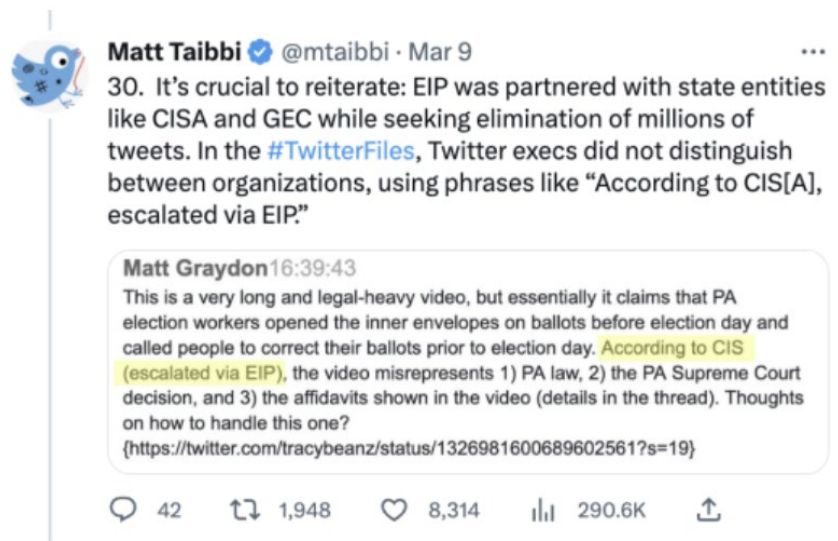 Matt Taibbi @mtaibbi · Mar 9
30. It's crucial to reiterate: EIP was partnered with state entities
like CISA and GEC while seeking elimination of millions of
tweets. In the #TwitterFiles, Twitter execs did not distinguish
between organizations, using phrases like “According to CIS[A],
escalated via EIP.”
Matt Graydon16:39:43
This is a very long and legal-heavy video, but essentially it claims that PA
election workers opened the inner envelopes on ballots before election day and
called people to correct their ballots prior to election day. According to CIS
(escalated via EIP), the video misrepresents 1) PA law, 2) the PA Supreme Court
decision, and 3) the affidavits shown in the video (details in the thread). Thoughts
on how to handle this one?
{https://twitter.com/tracybeanz/status/1326981600689602561?s=19}
42 1,948 8,314 290.6K